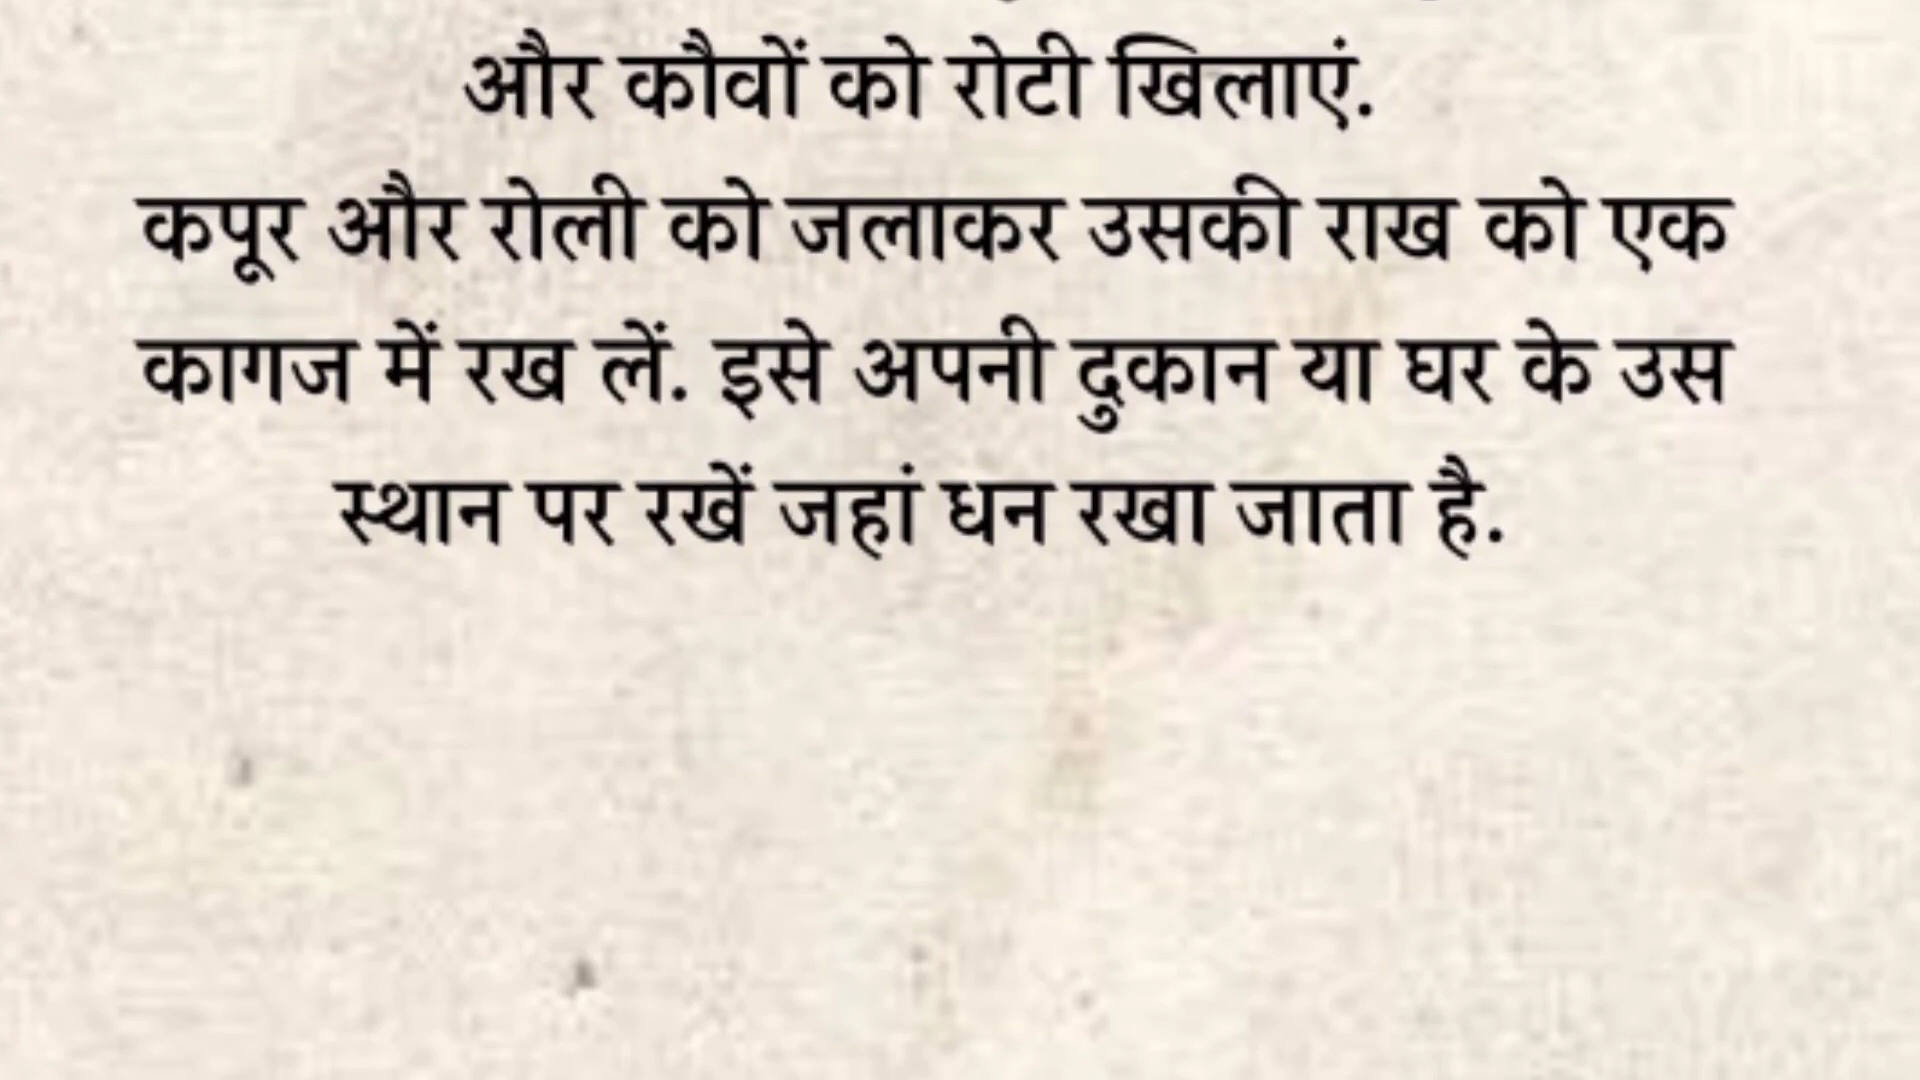 और कौवों को रोटी खिलाएं.
कपूर और रोली को जलाकर उसकी राख को एक
कागज में रख लें. इसे अपनी दुकान या घर के उस
स्थान पर रखें जहां धन रखा जाता है.